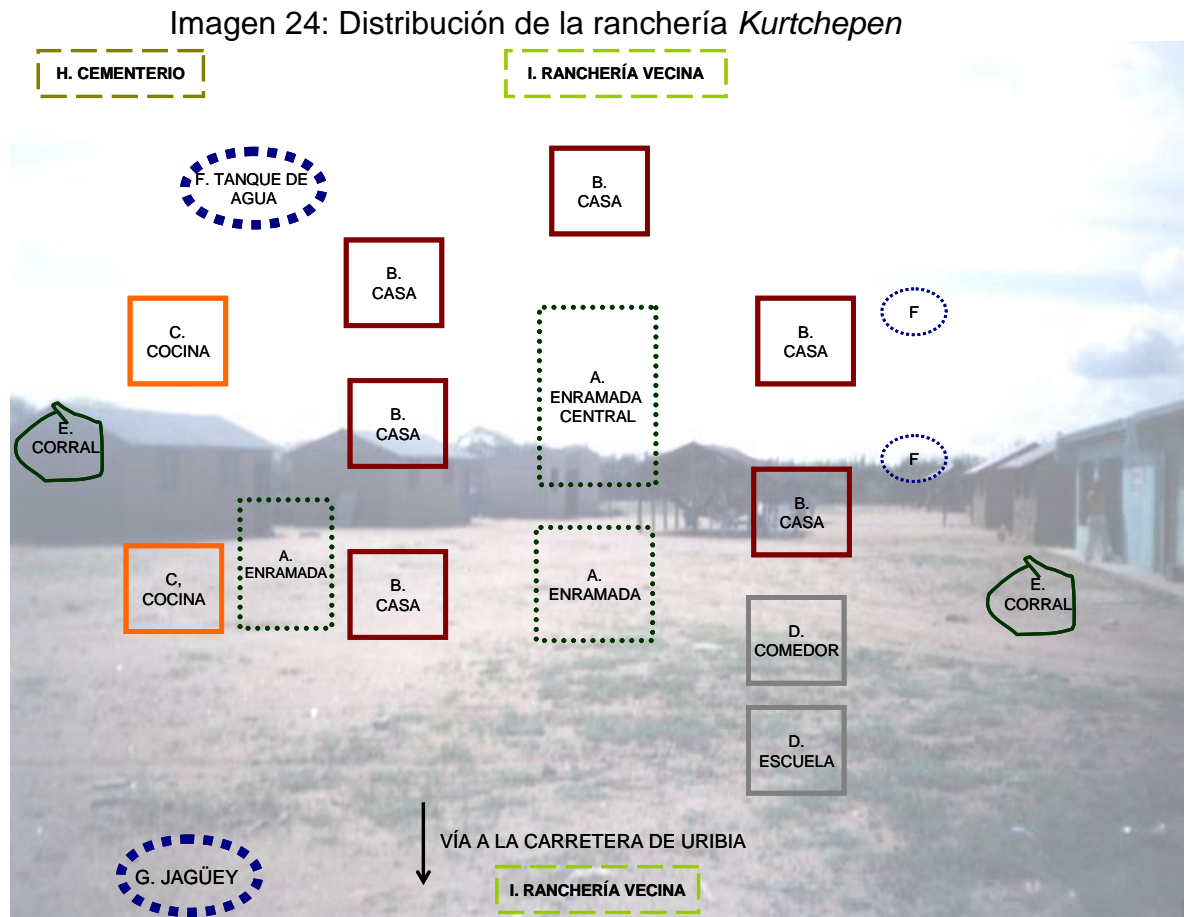 Imagen 24: Distribución de la ranchería Kurtchepen
H. CEMENTERIO
I. RANCHERÍA VECINA
F. TANQUE DE
AGUA
B.
CASA
B.
CASA
C.
COCINA
A.
ENRAMADA
CENTRAL
B.
CASA
F
E.
CORRAL
B.
CASA
F
B.
CASA
C,
COCINA
A.
ENRAMADA
B.
CASA
A.
ENRAMADA
E.
CORRAL
D.
COMEDOR
D.
ESCUELA
VÍA A LA CARRETERA DE URIBIA
G. JAGÜEY
I. RANCHERÍA VECINA